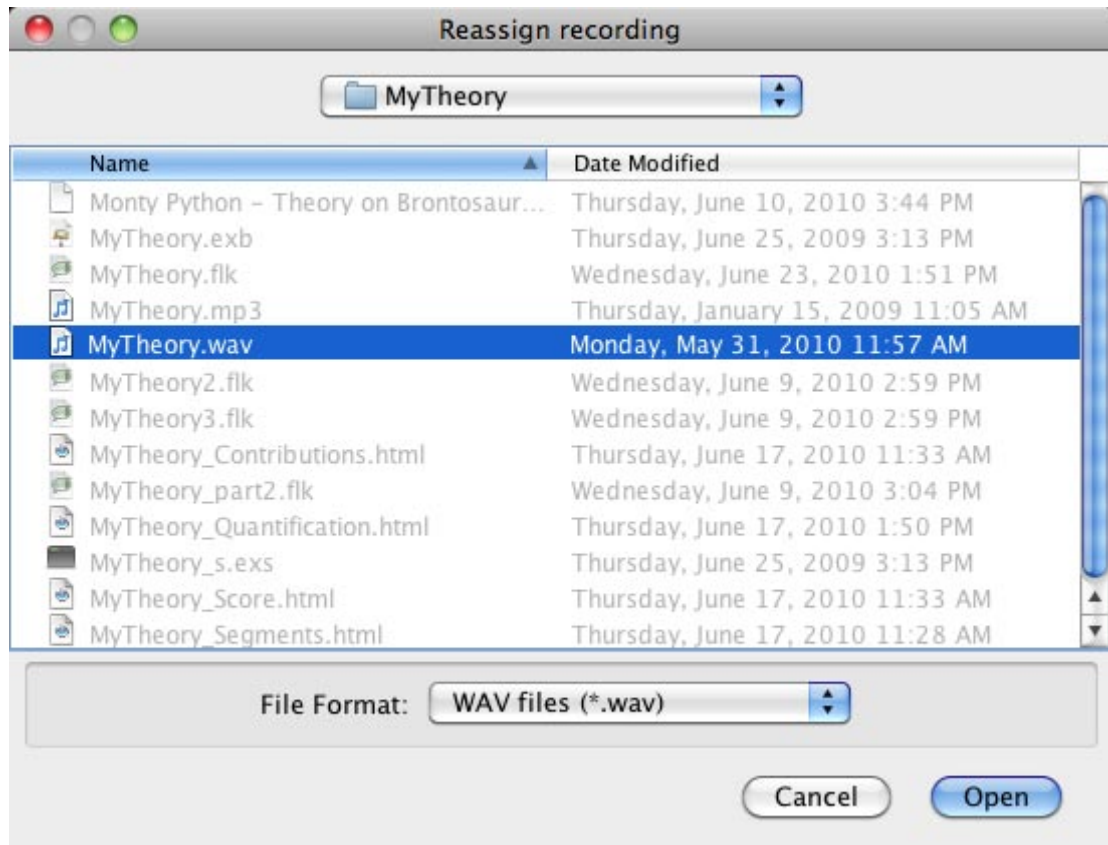 Reassign recording
MyTheory
Name Date Modified
Monty Python – Theory on Brontosaur... Thursday, June 10, 2010 3:44 PM
MyTheory.exb Thursday, June 25, 2009 3:13 PM
MyTheory.flk Wednesday, June 23, 2010 1:51 PM
MyTheory.mp3 Thursday, January 15, 2009 11:05 AM
MyTheory.wav Monday, May 31, 2010 11:57 AM
MyTheory2.flk Wednesday, June 9, 2010 2:59 PM
MyTheory3.flk Wednesday, June 9, 2010 2:59 PM
MyTheory_Contributions.html Thursday, June 17, 2010 11:33 AM
MyTheory_part2.flk Wednesday, June 9, 2010 3:04 PM
MyTheory_Quantification.html Thursday, June 17, 2010 1:50 PM
MyTheory_s.exs Thursday, June 25, 2009 3:13 PM
MyTheory_Score.html Thursday, June 17, 2010 11:33 AM
MyTheory_Segments.html Thursday, June 17, 2010 11:28 AM
File Format: WAV files (*.wav)
Cancel Open